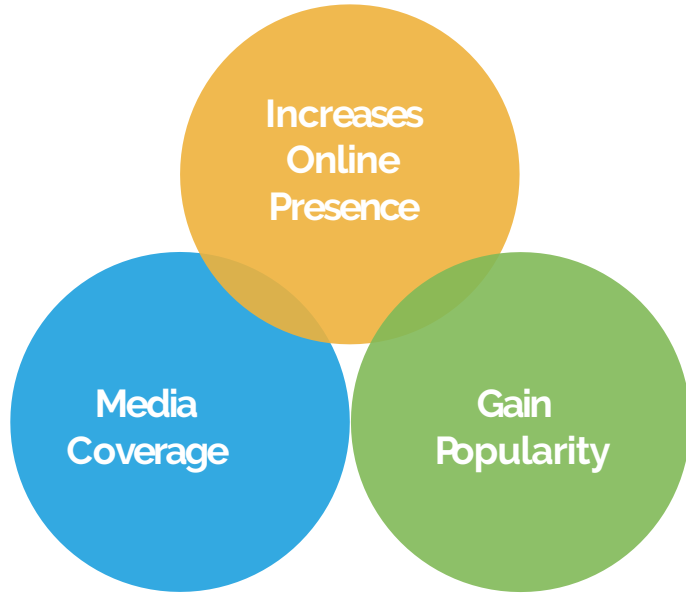 Increases
Online
Presence
Media
Coverage
Gain
Popularity